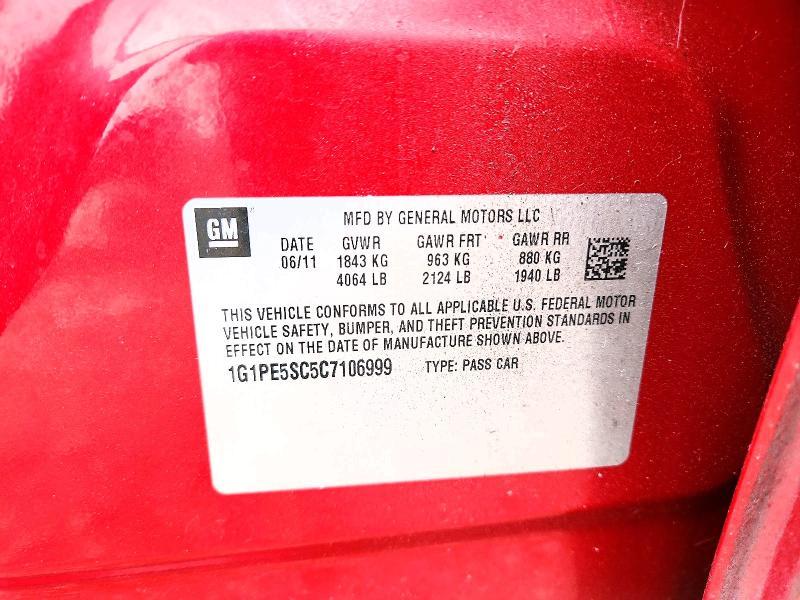 GM
MFD BY GENERAL MOTORS LLC
DATE GVWR GAWR FRT GAWR RR
06/11 1843 KG 963 KG 880 KG
4064 LB 2124 LB 1940 LB
THIS VEHICLE CONFORMS TO ALL APPLICABLE U.S. FEDERAL MOTOR
VEHICLE SAFETY, BUMPER, AND THEFT PREVENTION STANDARDS IN
EFFECT ON THE DATE OF MANUFACTURE SHOWN ABOVE.
1G1PE5SC5C7106999 TYPE: PASS CAR